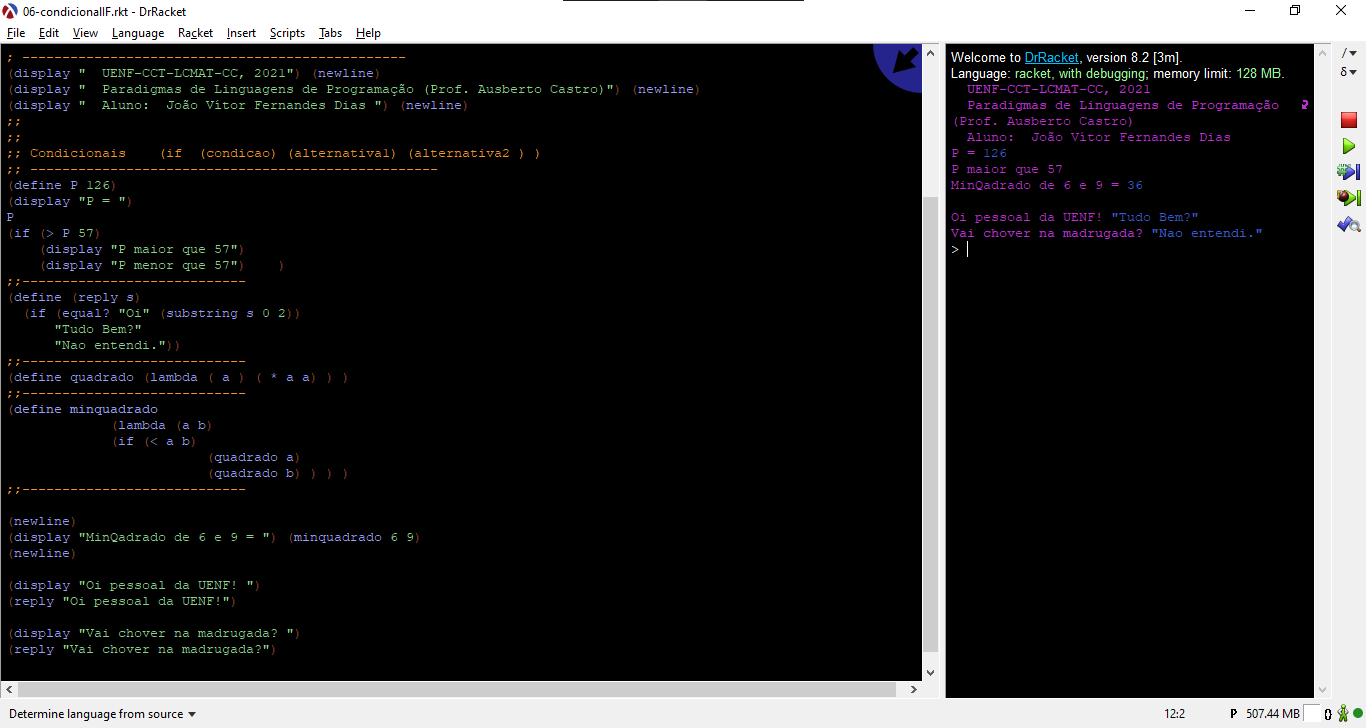 06-condicionalIF.rkt - DrRacket
File Edit View Language Racket Insert Scripts Tabs Help
; ------------------------------------------------
(display "  UENF-CCT-LCMAT-CC, 2021") (newline)
(display "  Paradigmas de Linguagens de Programação (Prof. Ausberto Castro)") (newline)
(display "  Aluno:  João Vítor Fernandes Dias ") (newline)
;;
;;
;; Condicionais    (if  (condicao) (alternativa1) (alternativa2 ) )
;; ---------------------------------------------------
(define P 126)
(display "P = ")
P
(if (> P 57)
    (display "P maior que 57")
    (display "P menor que 57")    )
;;----------------------------
(define (reply s)
  (if (equal? "Oi" (substring s 0 2))
      "Tudo Bem?"
      "Nao entendi."))
;;----------------------------
(define quadrado (lambda ( a ) ( * a a) ) )
;;----------------------------
(define minquadrado
             (lambda (a b)
             (if (< a b)
                         (quadrado a)
                         (quadrado b) ) ) )
;;----------------------------
(newline)
(display "MinQadrado de 6 e 9 = ") (minquadrado 6 9)
(newline)
(display "Oi pessoal da UENF! ")
(reply "Oi pessoal da UENF!")
(display "Vai chover na madrugada? ")
(reply "Vai chover na madrugada?")
Welcome to DrRacket, version 8.2 [3m].
Language: racket, with debugging; memory limit: 128 MB.
  UENF-CCT-LCMAT-CC, 2021
  Paradigmas de Linguagens de Programação
(Prof. Ausberto Castro)
  Aluno:  João Vítor Fernandes Dias
P = 126
P maior que 57
MinQadrado de 6 e 9 = 36
Oi pessoal da UENF! "Tudo Bem?"
Vai chover na madrugada? "Nao entendi."
>
Determine language from source
12:2
P 507.44 MB